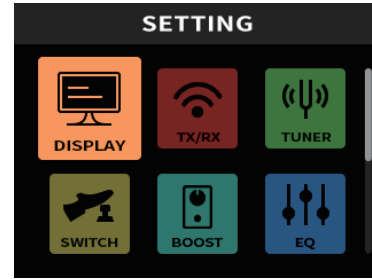 SETTING
DISPLAY
TX/RX
TUNER
SWITCH
BOOST
EQ